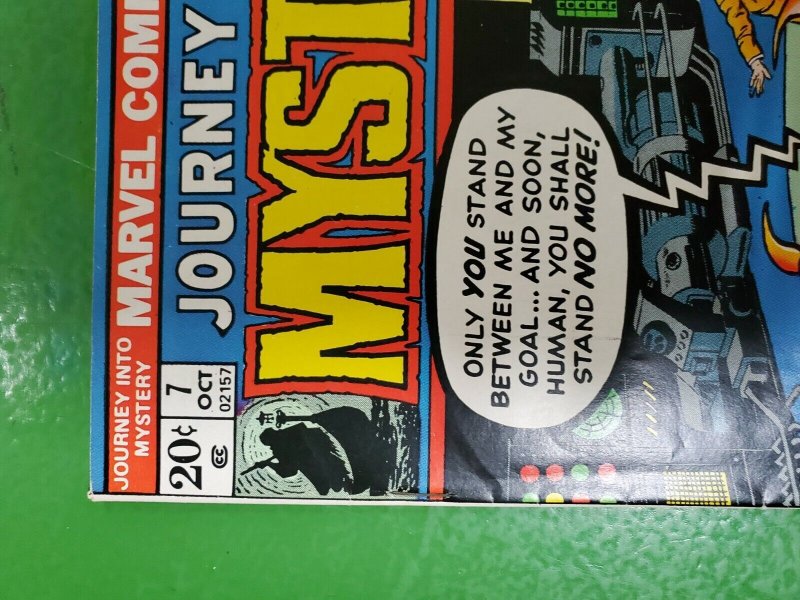 JOURNEY INTO
MYSTERY
MARVEL COMI
20¢
CC
7
OCT
02157
JOURNEY
MYST
ONLY YOU STAND
BETWEEN ME AND MY
GOAL... AND SOON,
HUMAN, YOU SHALL
STAND NO MORE!